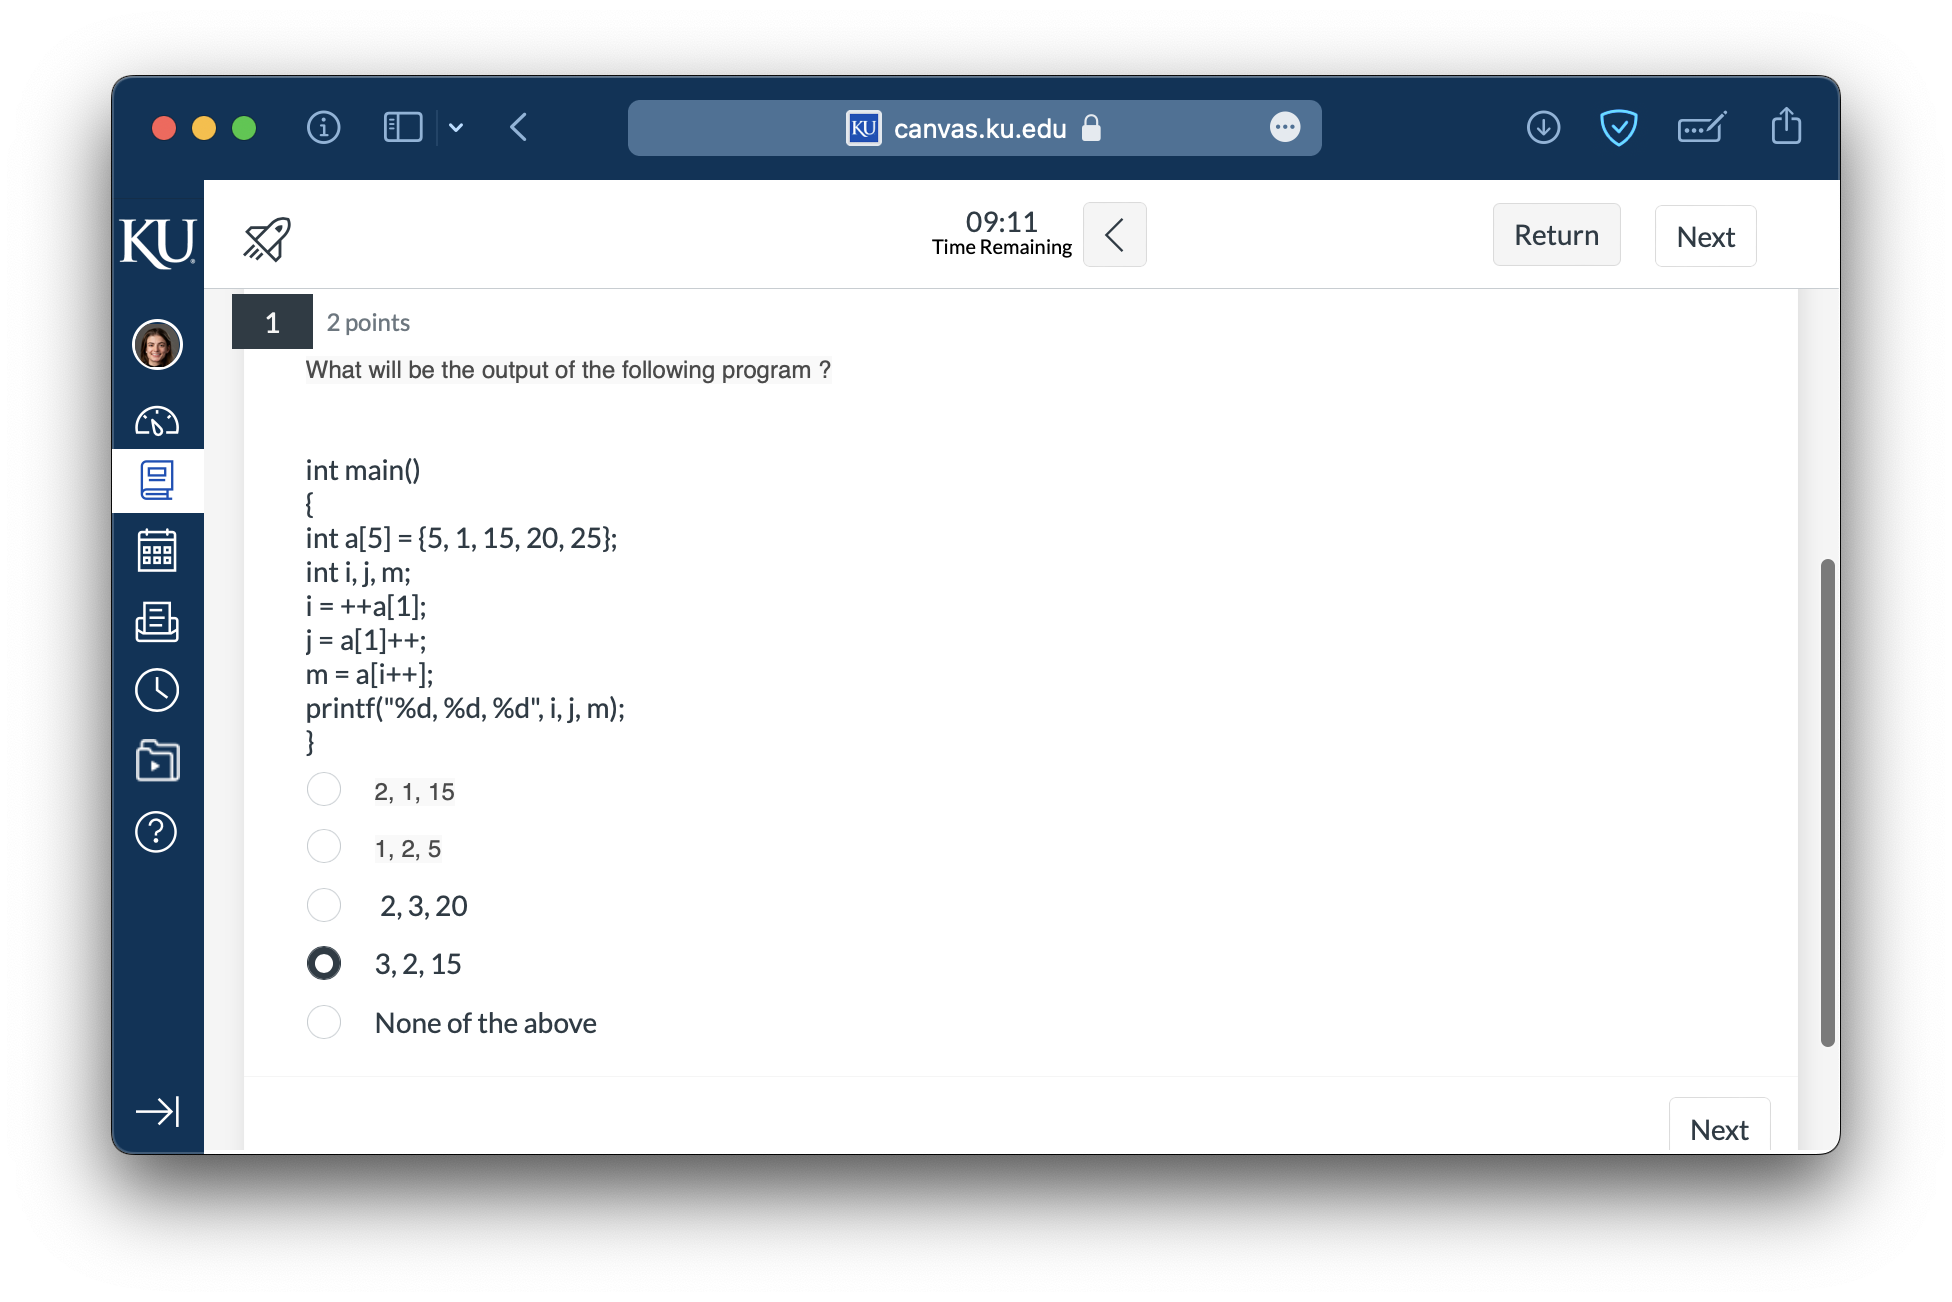 KU canvas.ku.edu
KU
09:11
Time Remaining
Return
Next
1
2 points
What will be the output of the following program ?
int main()
{
int a[5] = {5, 1, 15, 20, 25};
int i, j, m;
i = ++a[1];
j = a[1]++;
m = a[i++];
printf("%d, %d, %d", i, j, m);
}
2, 1, 15
1, 2, 5
2, 3, 20
3, 2, 15
None of the above
Next